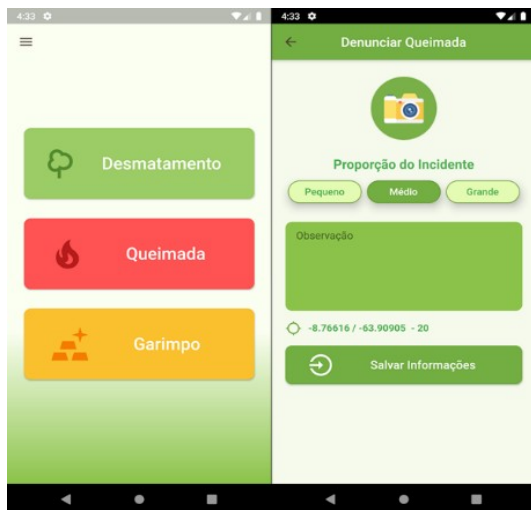 4:33
Desmatamento
Queimada
Garimpo
4:33
Denunciar Queimada
Proporção do Incidente
Pequeno Médio Grande
Observação
-8.76616 / -63.90905 - 20
Salvar Informações